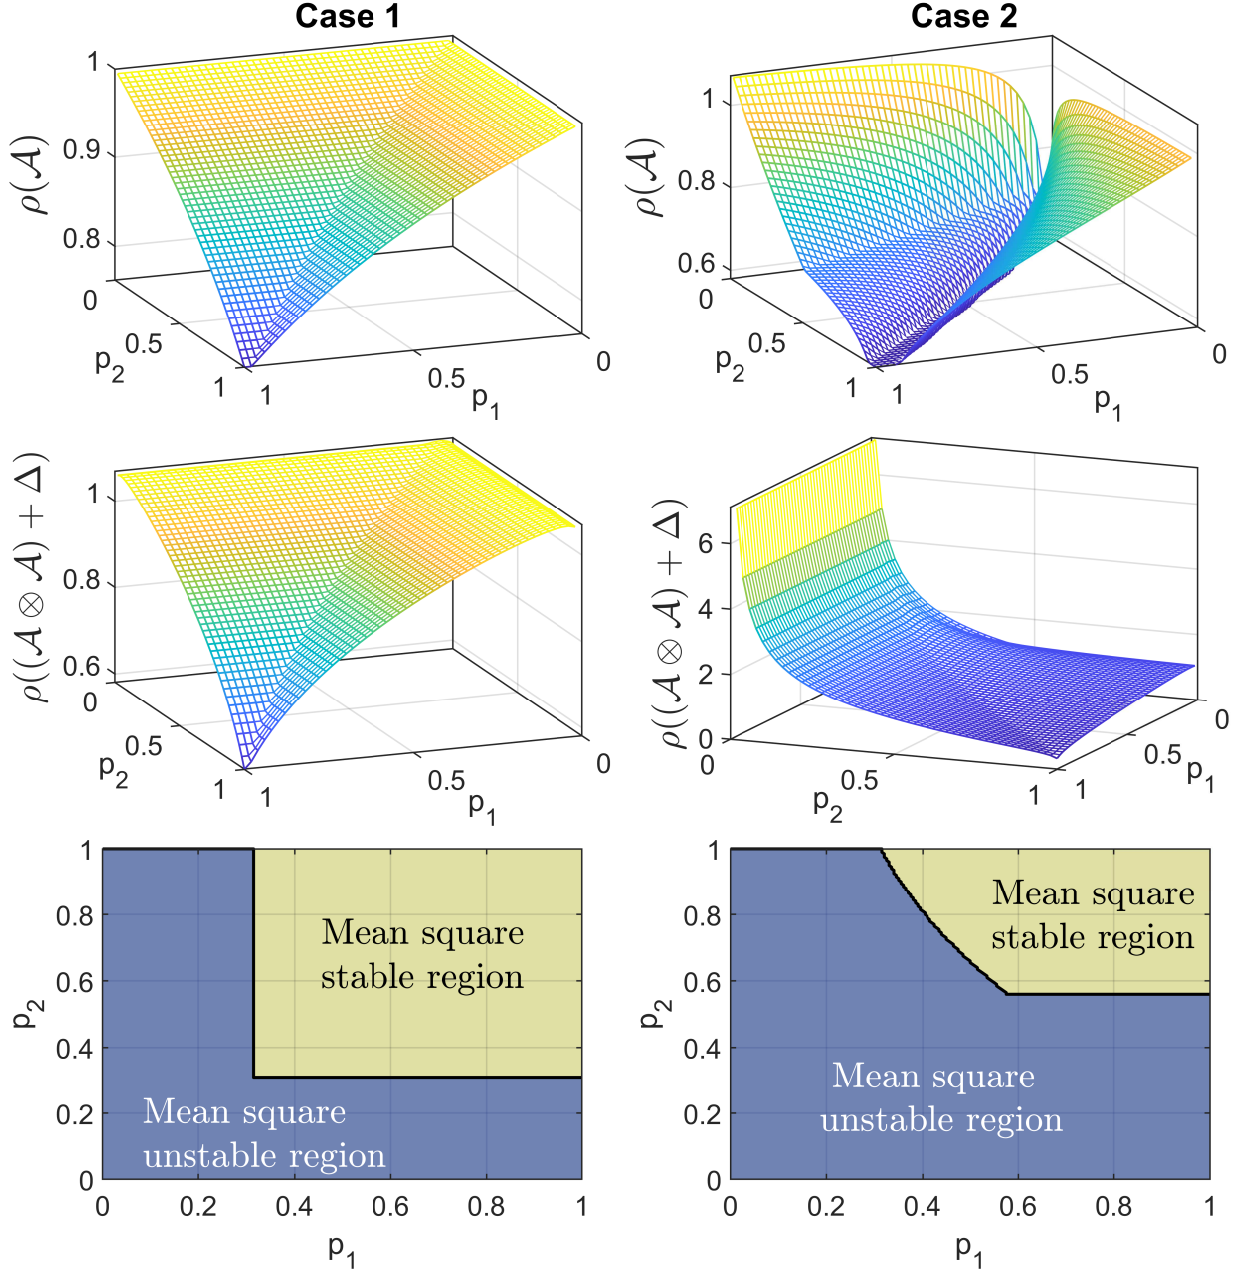 Case 1
Case 2
ρ(𝒜)
1
0.9
0.8
0
0.5
1
p₂
1
0.5
0
p₁
ρ(𝒜)
1
0.8
0.6
0
0.5
1
p₂
1
0.5
0
p₁
ρ((𝒜 ⊗ 𝒜) + Δ)
1
0.8
0.6
0
0.5
1
p₂
1
0.5
0
p₁
ρ((𝒜 ⊗ 𝒜) + Δ)
6
4
2
0
0
0.5
1
p₂
1
0.5
0
p₁
1
0.8
0.6
0.4
0.2
0
p₂
Mean square
stable region
Mean square
unstable region
0 0.2 0.4 0.6 0.8 1
p₁
1
0.8
0.6
0.4
0.2
0
p₂
Mean square
stable region
Mean square
unstable region
0 0.2 0.4 0.6 0.8 1
p₁